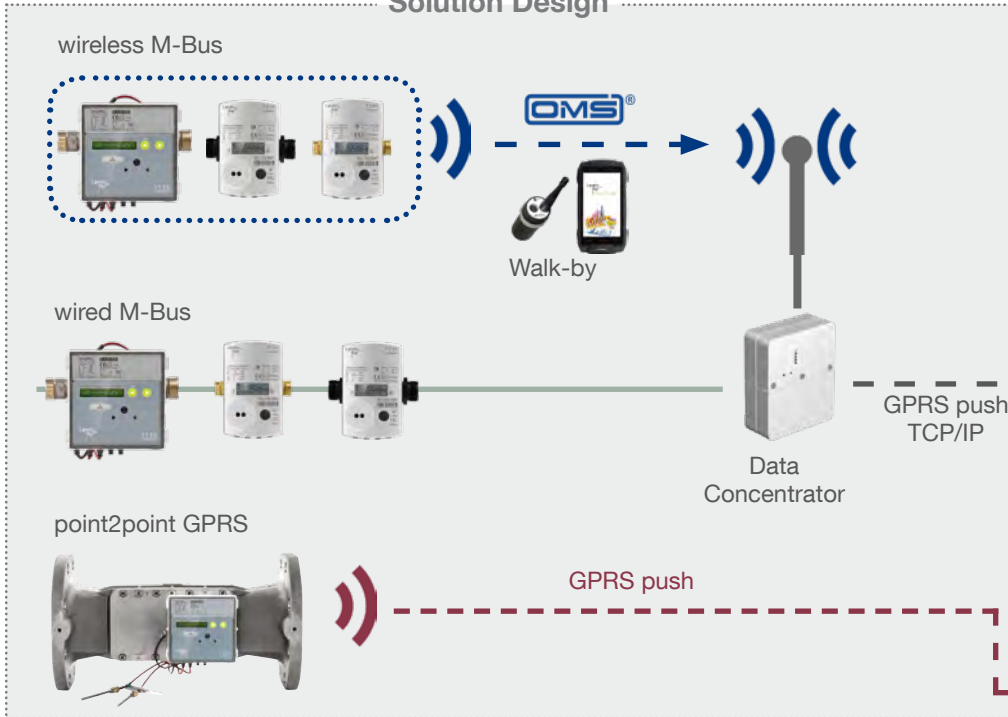 Solution Design
wireless M-Bus
OMS®
Walk-by
wired M-Bus
GPRS push
TCP/IP
Data
Concentrator
point2point GPRS
GPRS push